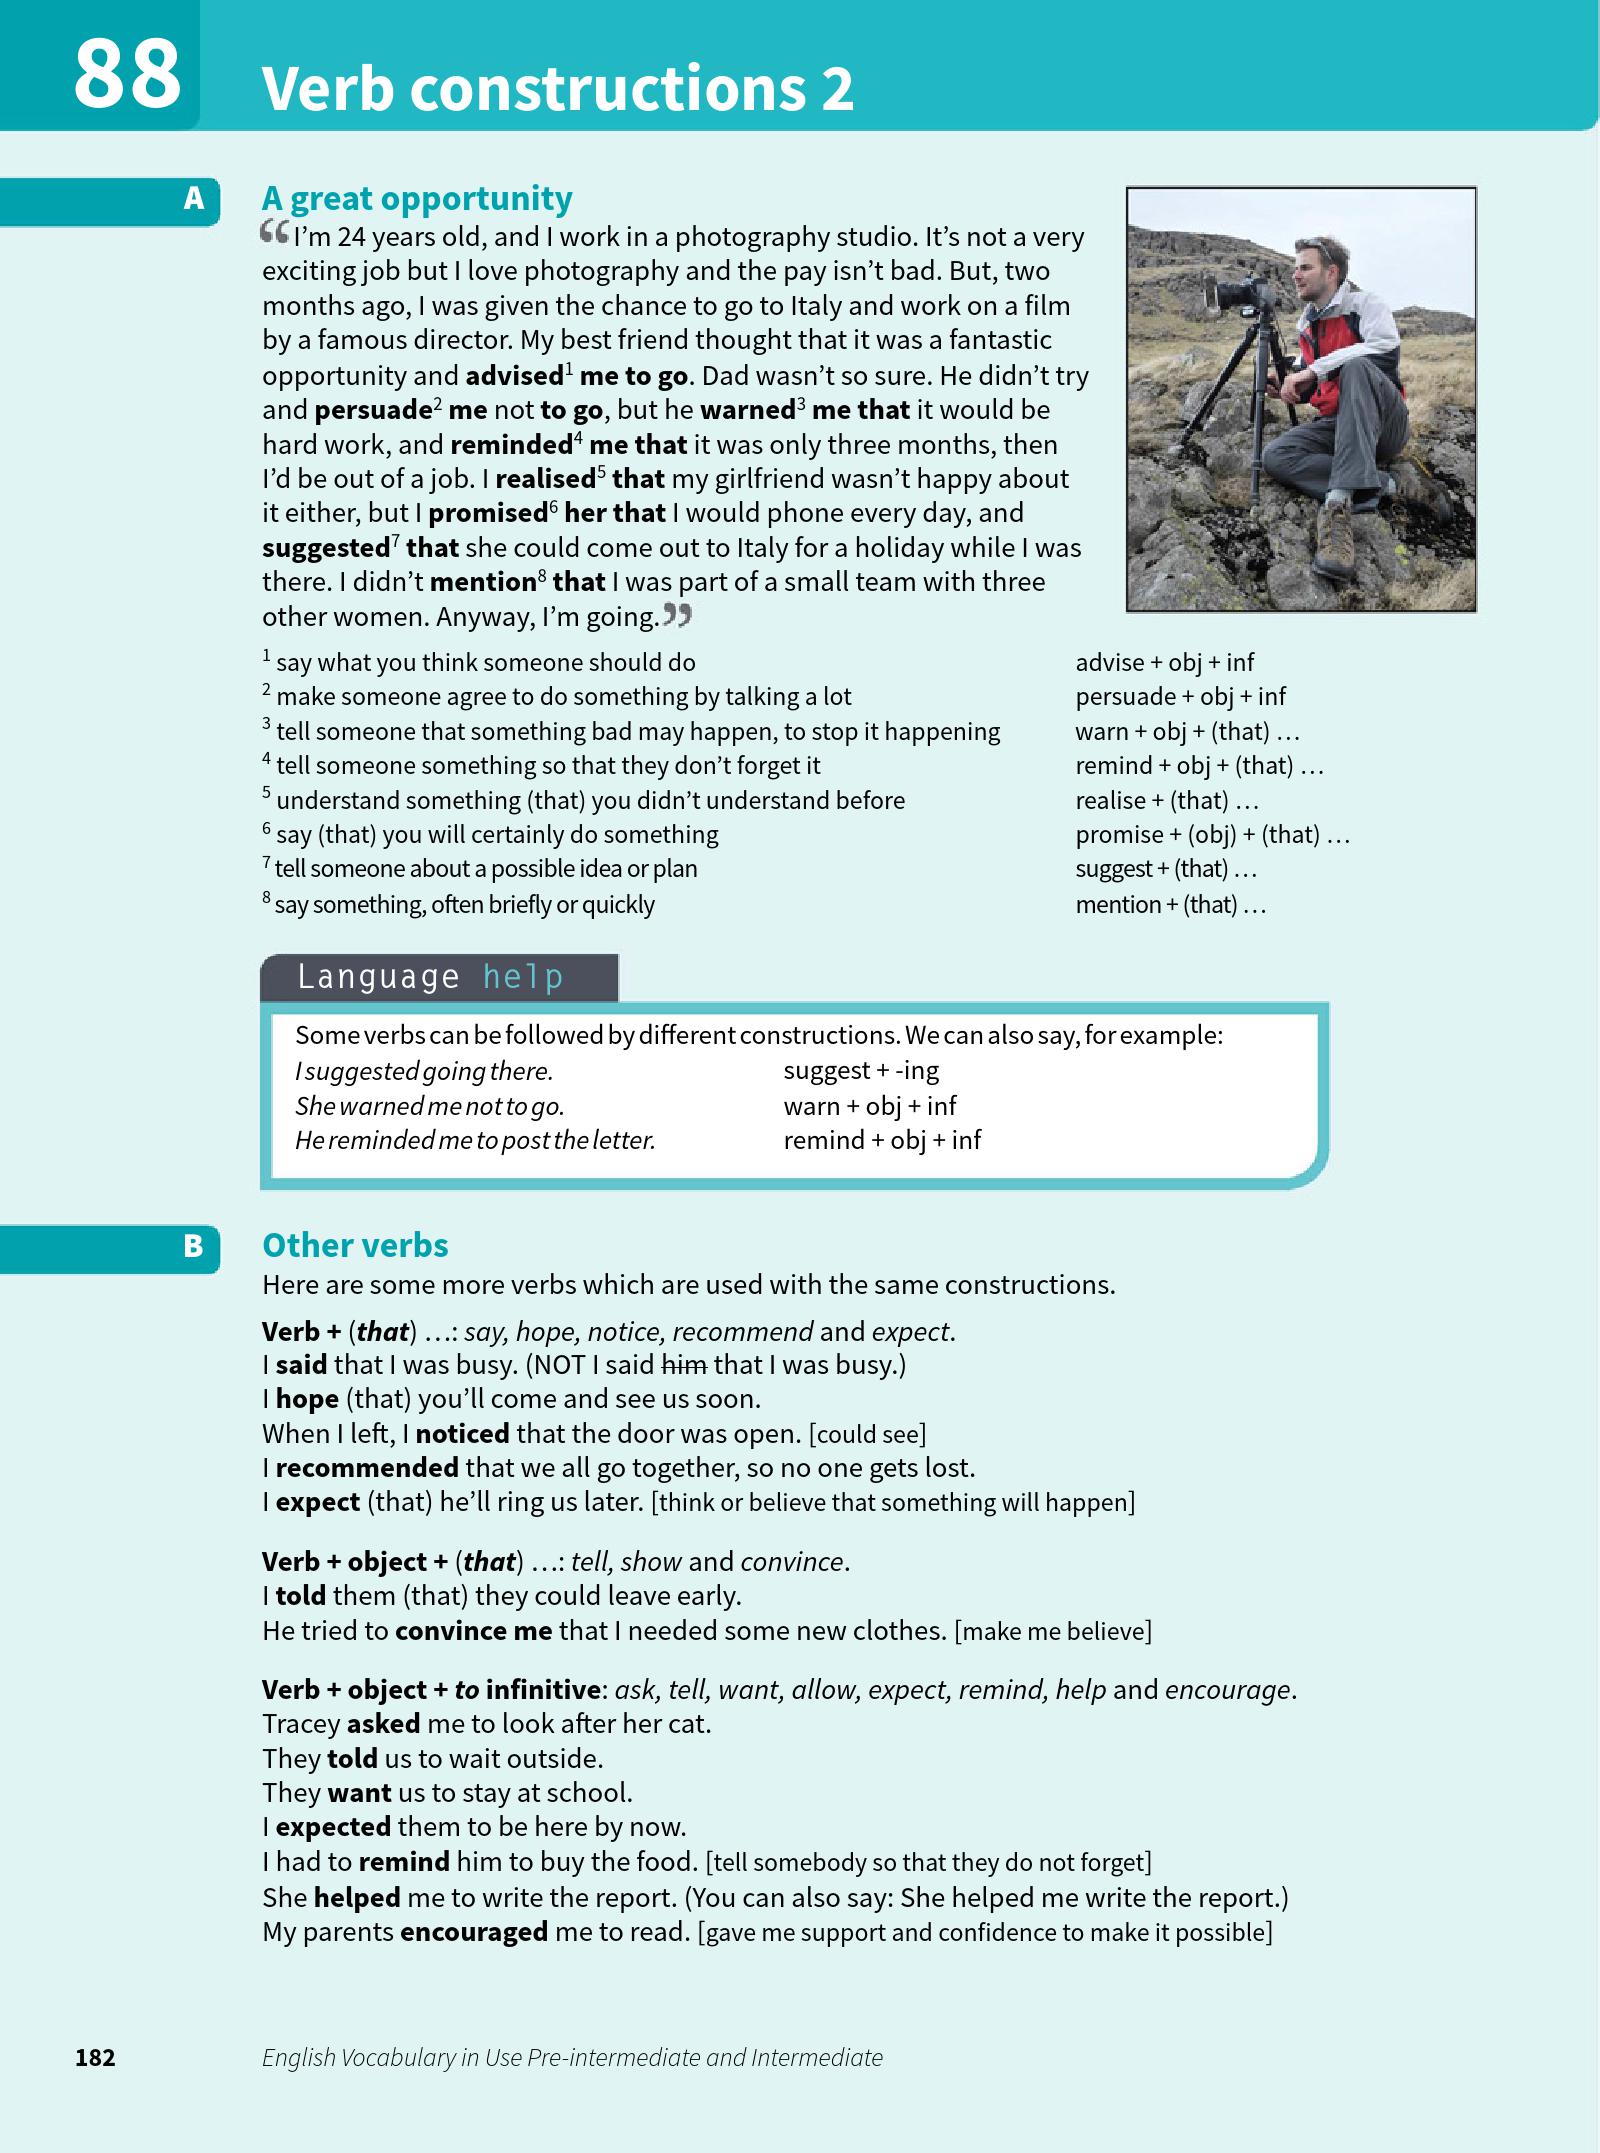 88
Verb constructions 2
A
A great opportunity
“I’m 24 years old, and I work in a photography studio. It’s not a very
exciting job but I love photography and the pay isn’t bad. But, two
months ago, I was given the chance to go to Italy and work on a film
by a famous director. My best friend thought that it was a fantastic
opportunity and advised1 me to go. Dad wasn’t so sure. He didn’t try
and persuade2 me not to go, but he warned3 me that it would be
hard work, and reminded4 me that it was only three months, then
I’d be out of a job. I realised5 that my girlfriend wasn’t happy about
it either, but I promised6 her that I would phone every day, and
suggested7 that she could come out to Italy for a holiday while I was
there. I didn’t mention8 that I was part of a small team with three
other women. Anyway, I’m going.”
1 say what you think someone should do advise + obj + inf
2 make someone agree to do something by talking a lot persuade + obj + inf
3 tell someone that something bad may happen, to stop it happening warn + obj + (that) …
4 tell someone something so that they don’t forget it remind + obj + (that) …
5 understand something (that) you didn’t understand before realise + (that) …
6 say (that) you will certainly do something promise + (obj) + (that) …
7 tell someone about a possible idea or plan suggest + (that) …
8 say something, often briefly or quickly mention + (that) …
Language help
Some verbs can be followed by different constructions. We can also say, for example:
I suggested going there. suggest + -ing
She warned me not to go. warn + obj + inf
He reminded me to post the letter. remind + obj + inf
B
Other verbs
Here are some more verbs which are used with the same constructions.
Verb + (that) …: say, hope, notice, recommend and expect.
I said that I was busy. (NOT I said him that I was busy.)
I hope (that) you’ll come and see us soon.
When I left, I noticed that the door was open. [could see]
I recommended that we all go together, so no one gets lost.
I expect (that) he’ll ring us later. [think or believe that something will happen]
Verb + object + (that) …: tell, show and convince.
I told them (that) they could leave early.
He tried to convince me that I needed some new clothes. [make me believe]
Verb + object + to infinitive: ask, tell, want, allow, expect, remind, help and encourage.
Tracey asked me to look after her cat.
They told us to wait outside.
They want us to stay at school.
I expected them to be here by now.
I had to remind him to buy the food. [tell somebody so that they do not forget]
She helped me to write the report. (You can also say: She helped me write the report.)
My parents encouraged me to read. [gave me support and confidence to make it possible]
182 English Vocabulary in Use Pre-intermediate and Intermediate